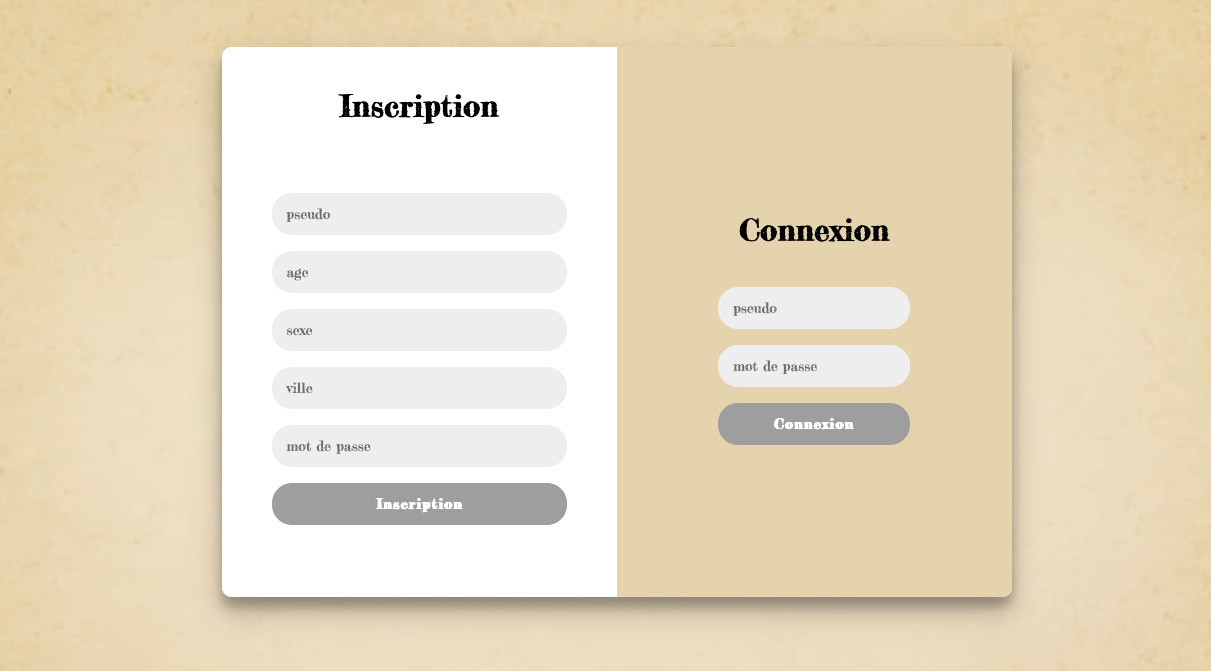 Inscription
pseudo
age
sexe
ville
mot de passe
Inscription
Connexion
pseudo
mot de passe
Connexion